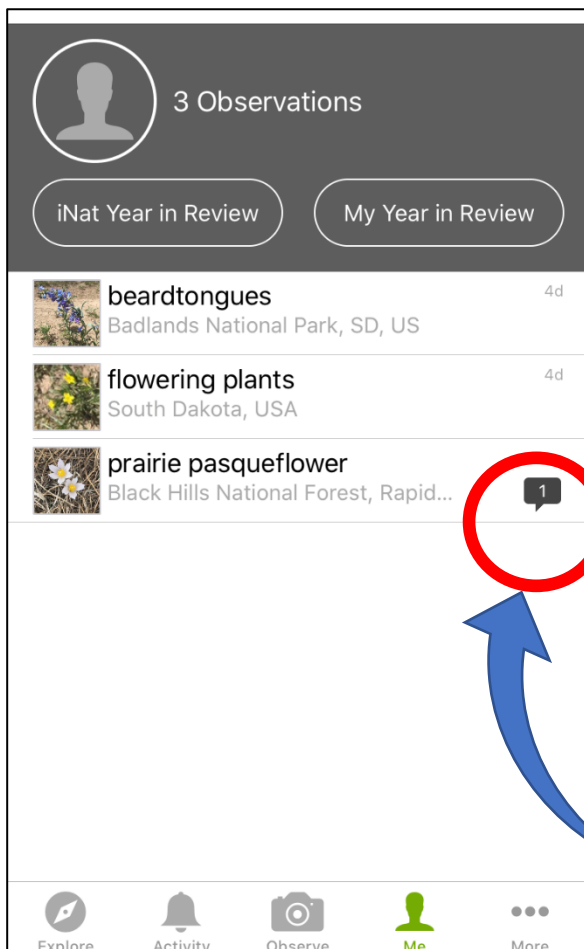 3 Observations
iNat Year in Review
My Year in Review
beardtongues
4d
Badlands National Park, SD, US
flowering plants
4d
South Dakota, USA
prairie pasqueflower
Black Hills National Forest, Rapid...
1
Explore
Activity
Observe
Me
More